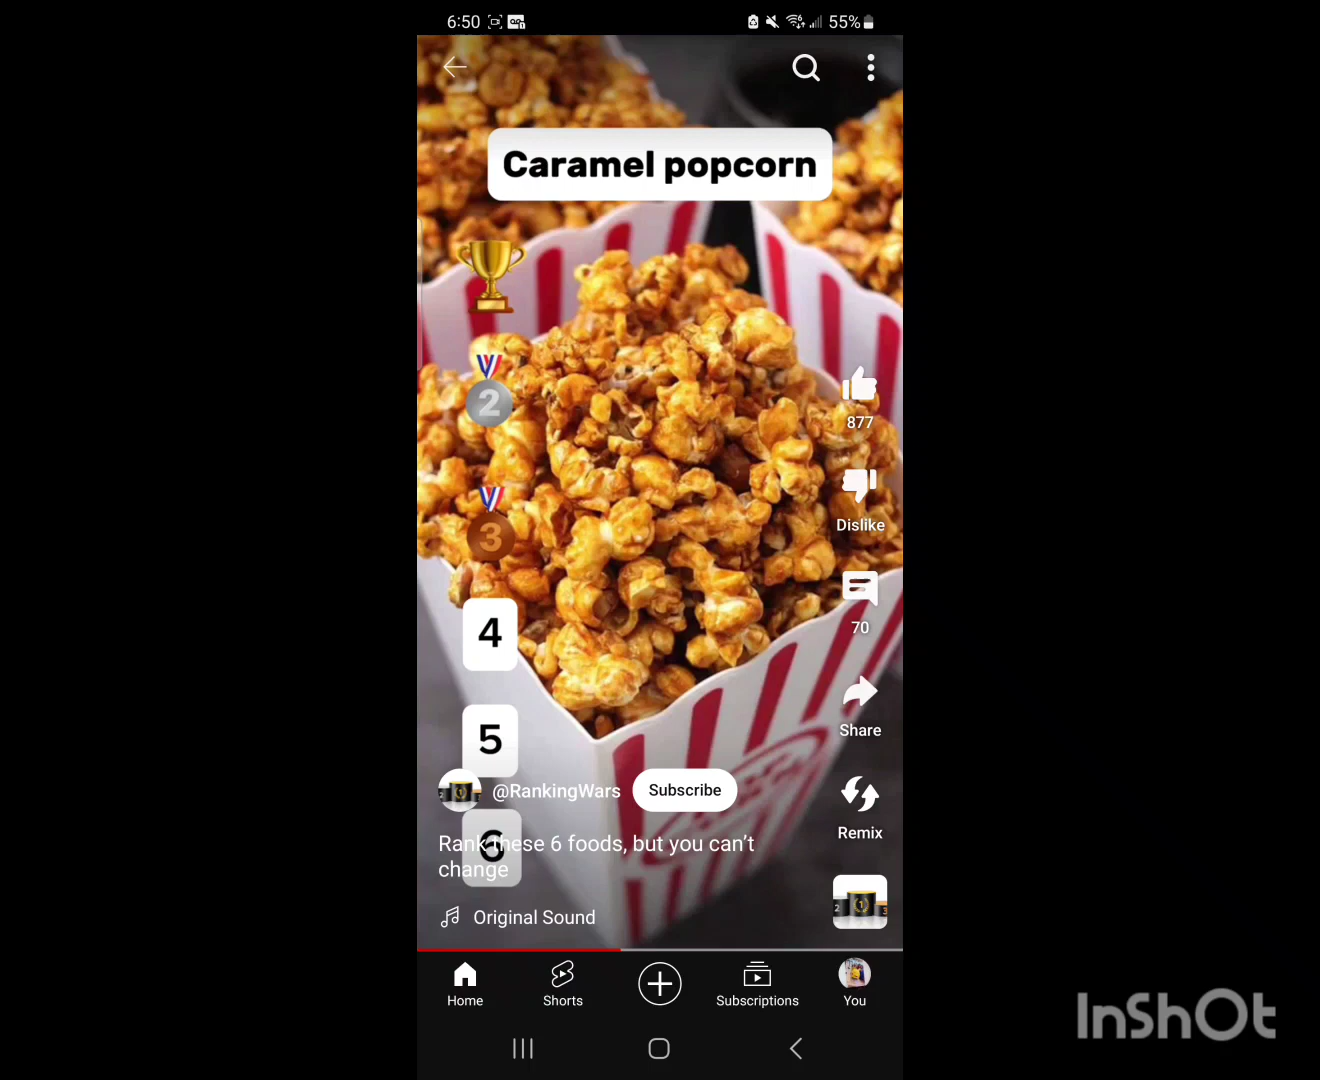 6:50
55%
Caramel popcorn
2
3
4
5
6
877
Dislike
70
Share
Remix
@RankingWars
Subscribe
Rank these 6 foods, but you can’t
change
Original Sound
Home
Shorts
Subscriptions
You
InShOt